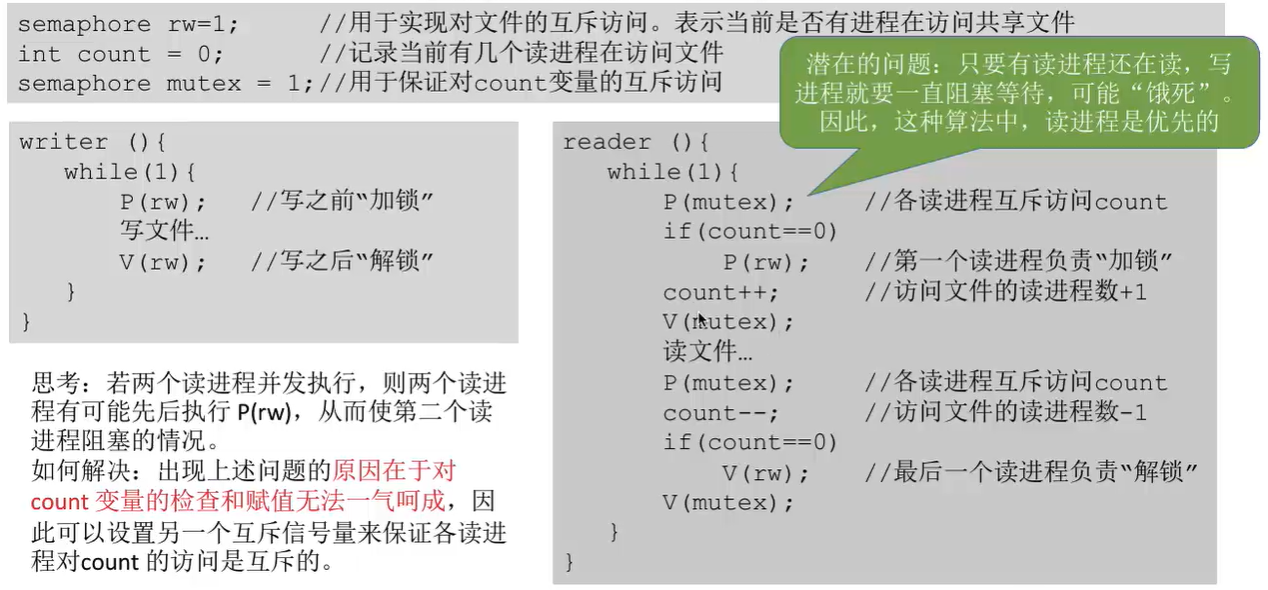 semaphore rw=1; //用于实现对文件的互斥访问。表示当前是否有进程在访问共享文件
int count = 0; //记录当前有几个读进程在访问文件
semaphore mutex = 1;//用于保证对count变量的互斥访问
潜在的问题：只要有读进程还在读，写
进程就要一直阻塞等待，可能“饿死”。
因此，这种算法中，读进程是优先的
writer (){
while(1){
P(rw); //写之前“加锁”
写文件…
V(rw); //写之后“解锁”
}
}
思考：若两个读进程并发执行，则两个读进
程有可能先后执行 P(rw)，从而使第二个读
进程阻塞的情况。
如何解决：出现上述问题的原因在于对
count 变量的检查和赋值无法一气呵成，因
此可以设置另一个互斥信号量来保证各读进
程对count 的访问是互斥的。
reader (){
while(1){
P(mutex); //各读进程互斥访问count
if(count==0)
P(rw); //第一个读进程负责“加锁”
count++; //访问文件的读进程数+1
V(mutex);
读文件…
P(mutex); //各读进程互斥访问count
count--; //访问文件的读进程数-1
if(count==0)
V(rw); //最后一个读进程负责“解锁”
V(mutex);
}
}